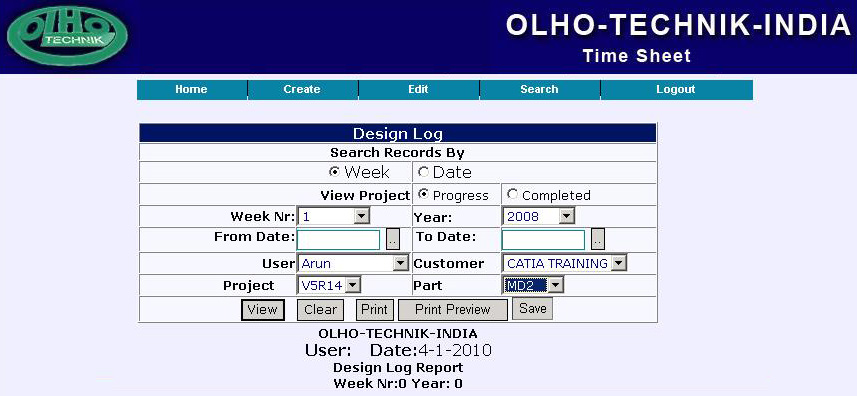 OLHO
TECHNIK
OLHO-TECHNIK-INDIA
Time Sheet
Home Create Edit Search Logout
Design Log
Search Records By
Week Date
View Project Progress Completed
Week Nr: 1 Year: 2008
From Date: .. To Date: ..
User Arun Customer CATIA TRAINING
Project V5R14 Part MD2
View Clear Print Print Preview Save
OLHO-TECHNIK-INDIA
User: Date:4-1-2010
Design Log Report
Week Nr:0 Year: 0